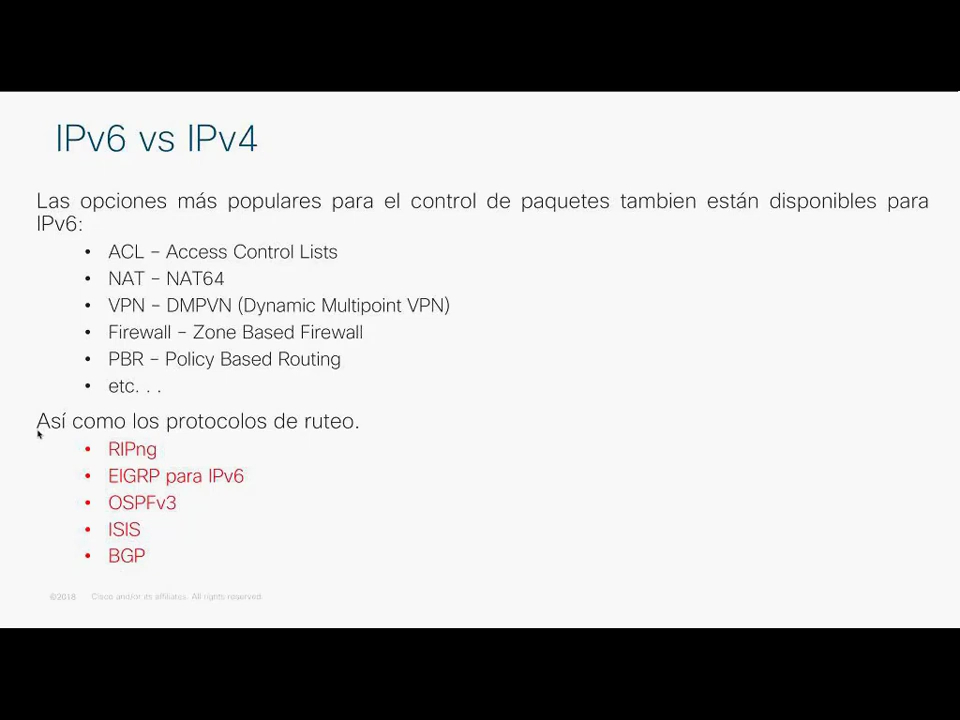 IPv6 vs IPv4
Las opciones más populares para el control de paquetes tambien están disponibles para
IPv6:
• ACL – Access Control Lists
• NAT – NAT64
• VPN – DMPVN (Dynamic Multipoint VPN)
• Firewall – Zone Based Firewall
• PBR – Policy Based Routing
• etc. . .
Así como los protocolos de ruteo.
• RIPng
• EIGRP para IPv6
• OSPFv3
• ISIS
• BGP
©2018 Cisco and/or its affiliates. All rights reserved.